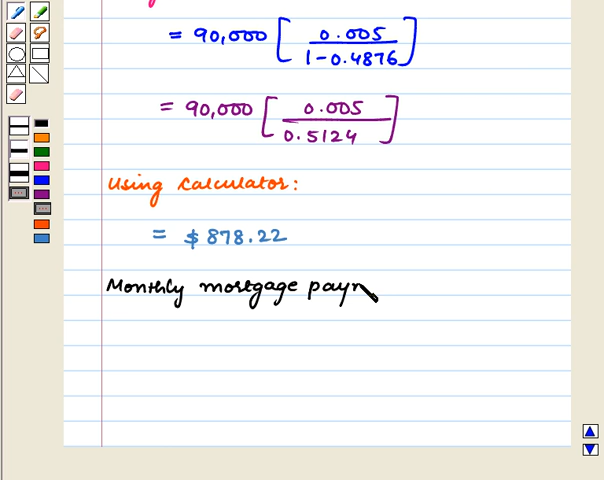 = 90,000 [ 0.005 / 1 - 0.4876 ]
= 90,000 [ 0.005 / 0.5124 ]
Using Calculator:
= $ 878.22
Monthly mortgage paym